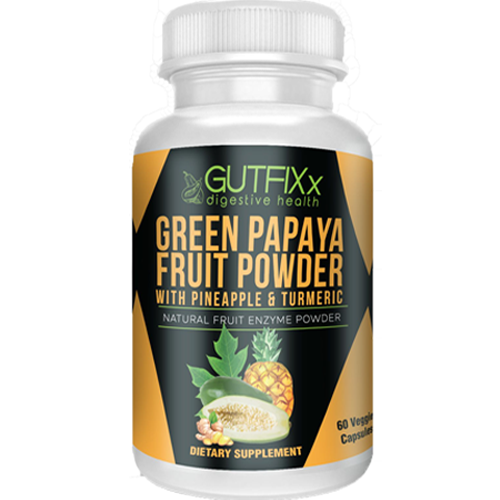 GUTFIXx
digestive health
GREEN PAPAYA
FRUIT POWDER
WITH PINEAPPLE & TURMERIC
NATURAL FRUIT ENZYME POWDER
60 Veggie
Capsules
DIETARY SUPPLEMENT